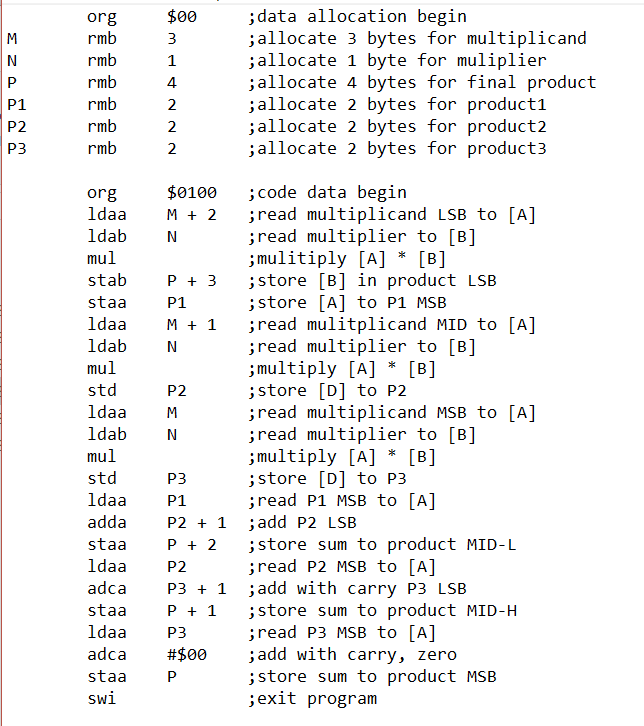 org $00 ;data allocation begin
M rmb 3 ;allocate 3 bytes for multiplicand
N rmb 1 ;allocate 1 byte for muliplier
P rmb 4 ;allocate 4 bytes for final product
P1 rmb 2 ;allocate 2 bytes for product1
P2 rmb 2 ;allocate 2 bytes for product2
P3 rmb 2 ;allocate 2 bytes for product3
org $0100 ;code data begin
ldaa M + 2 ;read multiplicand LSB to [A]
ldab N ;read multiplier to [B]
mul ;mulitiply [A] * [B]
stab P + 3 ;store [B] in product LSB
staa P1 ;store [A] to P1 MSB
ldaa M + 1 ;read mulitplicand MID to [A]
ldab N ;read multiplier to [B]
mul ;multiply [A] * [B]
std P2 ;store [D] to P2
ldaa M ;read multiplicand MSB to [A]
ldab N ;read multiplier to [B]
mul ;multiply [A] * [B]
std P3 ;store [D] to P3
ldaa P1 ;read P1 MSB to [A]
adda P2 + 1 ;add P2 LSB
staa P + 2 ;store sum to product MID-L
ldaa P2 ;read P2 MSB to [A]
adca P3 + 1 ;add with carry P3 LSB
staa P + 1 ;store sum to product MID-H
ldaa P3 ;read P3 MSB to [A]
adca #$00 ;add with carry, zero
staa P ;store sum to product MSB
swi ;exit program